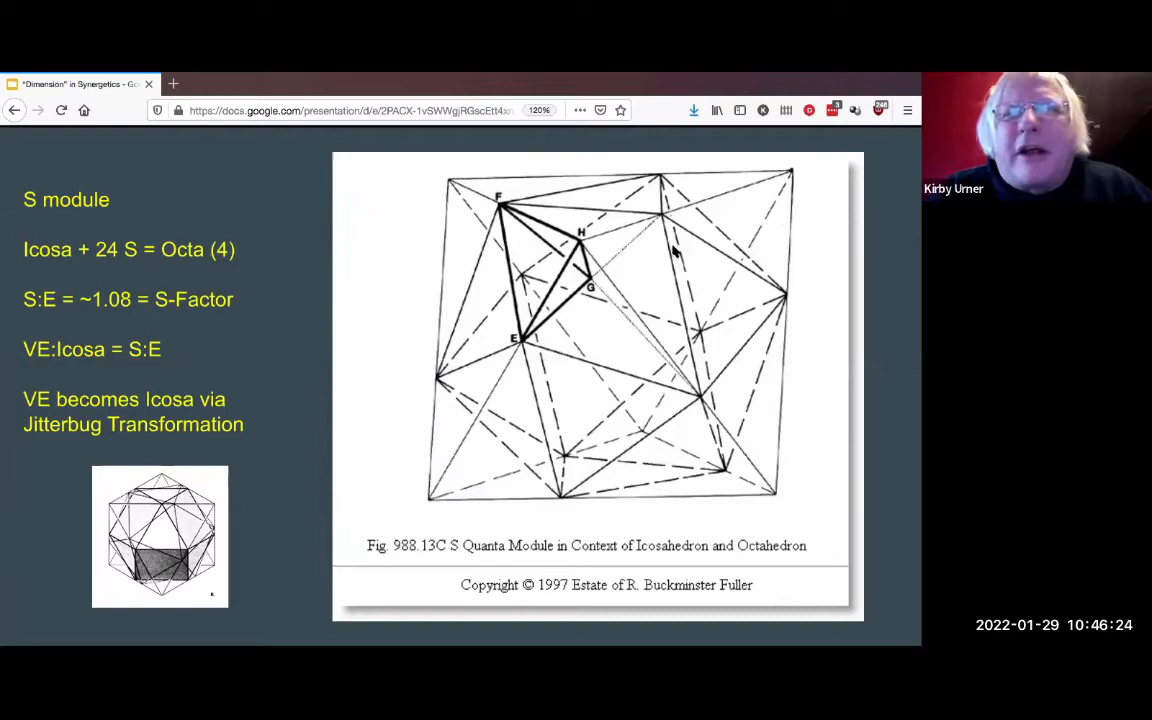 "Dimension" in Synergetics - Go
https://docs.google.com/presentation/d/e/2PACX-1vSWWgjRGscEtt4x
120%
3
248
K
D
S module
Icosa + 24 S = Octa (4)
S:E = ~1.08 = S-Factor
VE:Icosa = S:E
VE becomes Icosa via
Jitterbug Transformation
F
H
G
E
Fig. 988.13C S Quanta Module in Context of Icosahedron and Octahedron
Copyright © 1997 Estate of R. Buckminster Fuller
Kirby Urner
2022-01-29 10:46:24